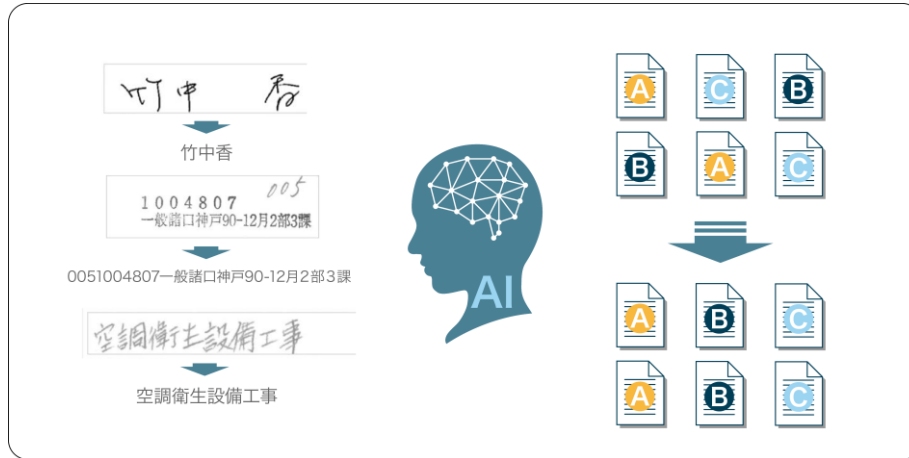 竹中 香
竹中香
005
1004807
一般諸口神戸90-12月2部3課
0051004807一般諸口神戸90-12月2部3課
空調衛生設備工事
空調衛生設備工事
AI
A C B
B A C
A B C
A B C